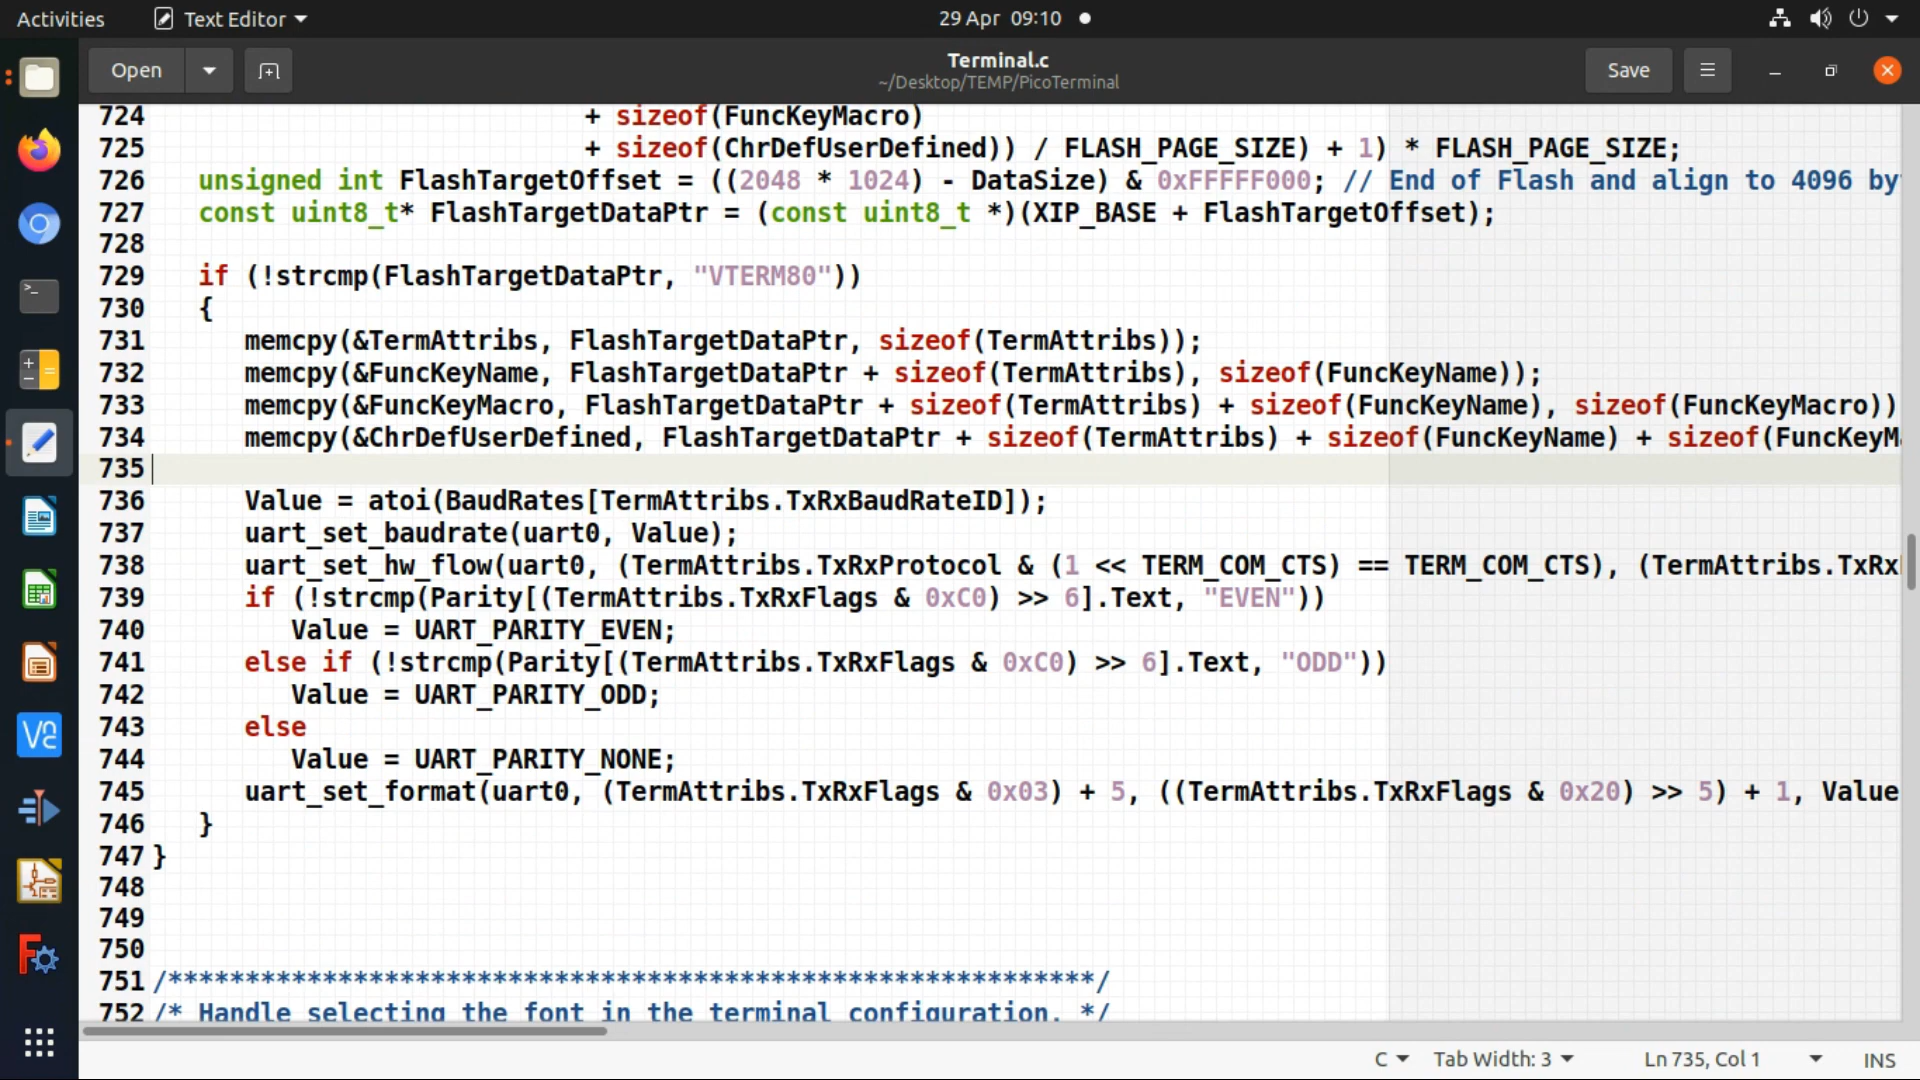 Activities Text Editor 29 Apr 09:10
Open Terminal.c Save
~/Desktop/TEMP/PicoTerminal
724 + sizeof(FuncKeyMacro)
725 + sizeof(ChrDefUserDefined)) / FLASH_PAGE_SIZE) + 1) * FLASH_PAGE_SIZE;
726 unsigned int FlashTargetOffset = ((2048 * 1024) - DataSize) & 0xFFFFF000; // End of Flash and align to 4096 by
727 const uint8_t* FlashTargetDataPtr = (const uint8_t *)(XIP_BASE + FlashTargetOffset);
728
729 if (!strcmp(FlashTargetDataPtr, "VTERM80"))
730 {
731 memcpy(&TermAttribs, FlashTargetDataPtr, sizeof(TermAttribs));
732 memcpy(&FuncKeyName, FlashTargetDataPtr + sizeof(TermAttribs), sizeof(FuncKeyName));
733 memcpy(&FuncKeyMacro, FlashTargetDataPtr + sizeof(TermAttribs) + sizeof(FuncKeyName), sizeof(FuncKeyMacro))
734 memcpy(&ChrDefUserDefined, FlashTargetDataPtr + sizeof(TermAttribs) + sizeof(FuncKeyName) + sizeof(FuncKeyM
735
736 Value = atoi(BaudRates[TermAttribs.TxRxBaudRateID]);
737 uart_set_baudrate(uart0, Value);
738 uart_set_hw_flow(uart0, (TermAttribs.TxRxProtocol & (1 << TERM_COM_CTS) == TERM_COM_CTS), (TermAttribs.TxRx
739 if (!strcmp(Parity[(TermAttribs.TxRxFlags & 0xC0) >> 6].Text, "EVEN"))
740 Value = UART_PARITY_EVEN;
741 else if (!strcmp(Parity[(TermAttribs.TxRxFlags & 0xC0) >> 6].Text, "ODD"))
742 Value = UART_PARITY_ODD;
743 else
744 Value = UART_PARITY_NONE;
745 uart_set_format(uart0, (TermAttribs.TxRxFlags & 0x03) + 5, ((TermAttribs.TxRxFlags & 0x20) >> 5) + 1, Value
746 }
747 }
748
749
750
751 /************************************************************/
752 /* Handle selecting the font in the terminal configuration. */
C Tab Width: 3 Ln 735, Col 1 INS